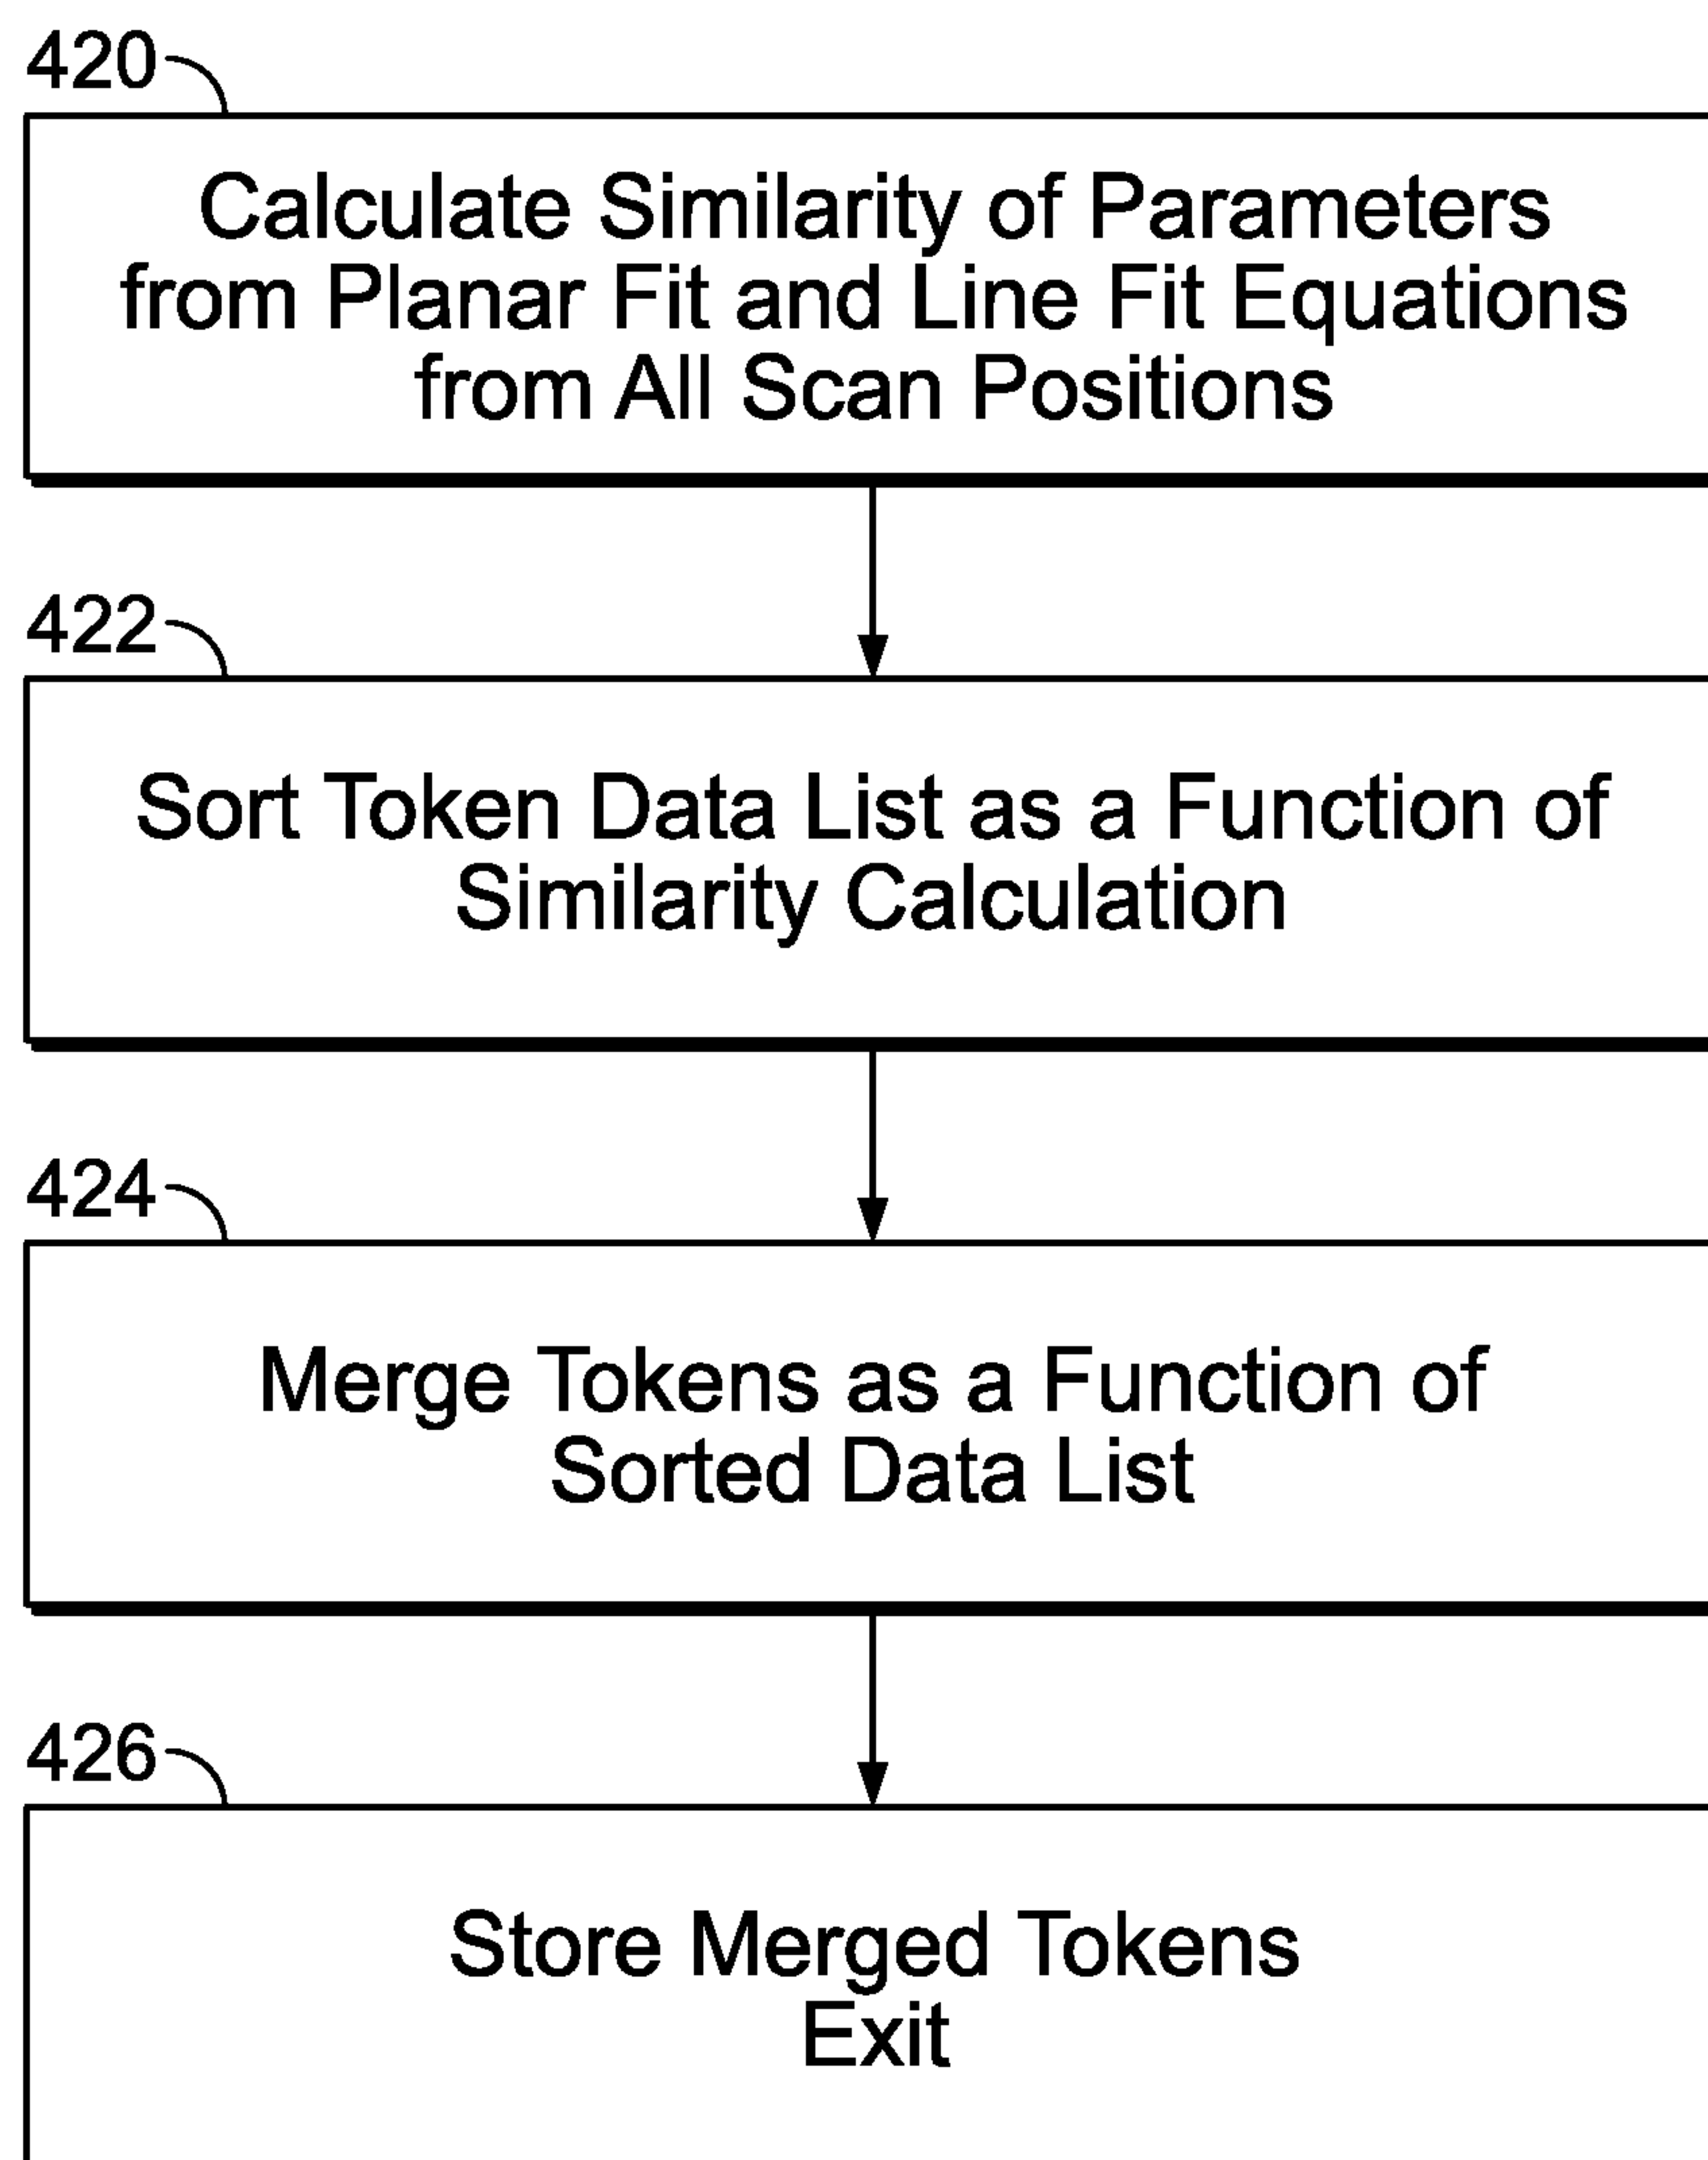 420
Calculate Similarity of Parameters
from Planar Fit and Line Fit Equations
from All Scan Positions
422
Sort Token Data List as a Function of
Similarity Calculation
424
Merge Tokens as a Function of
Sorted Data List
426
Store Merged Tokens
Exit